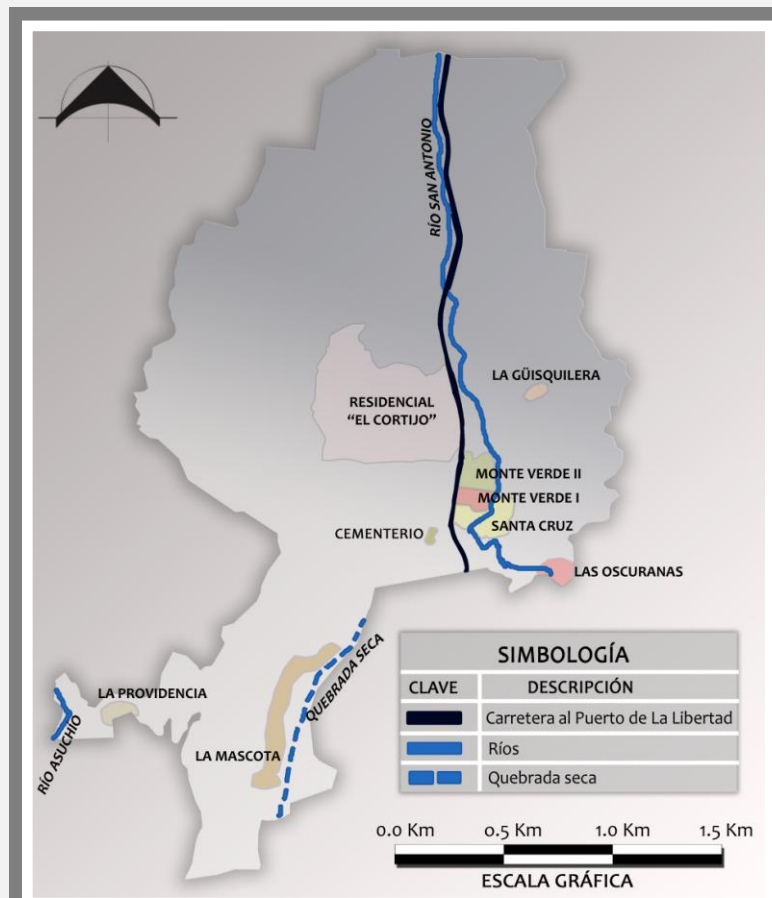 RÍO SAN ANTONIO
LA GÜISQUILERA
RESIDENCIAL
“EL CORTIJO”
MONTE VERDE II
MONTE VERDE I
SANTA CRUZ
CEMENTERIO
LAS OSCURANAS
QUEBRADA SECA
LA PROVIDENCIA
RÍO ASUCHIO
LA MASCOTA
SIMBOLOGÍA
CLAVE DESCRIPCIÓN
Carretera al Puerto de La Libertad
Ríos
Quebrada seca
0.0 Km 0.5 Km 1.0 Km 1.5 Km
ESCALA GRÁFICA